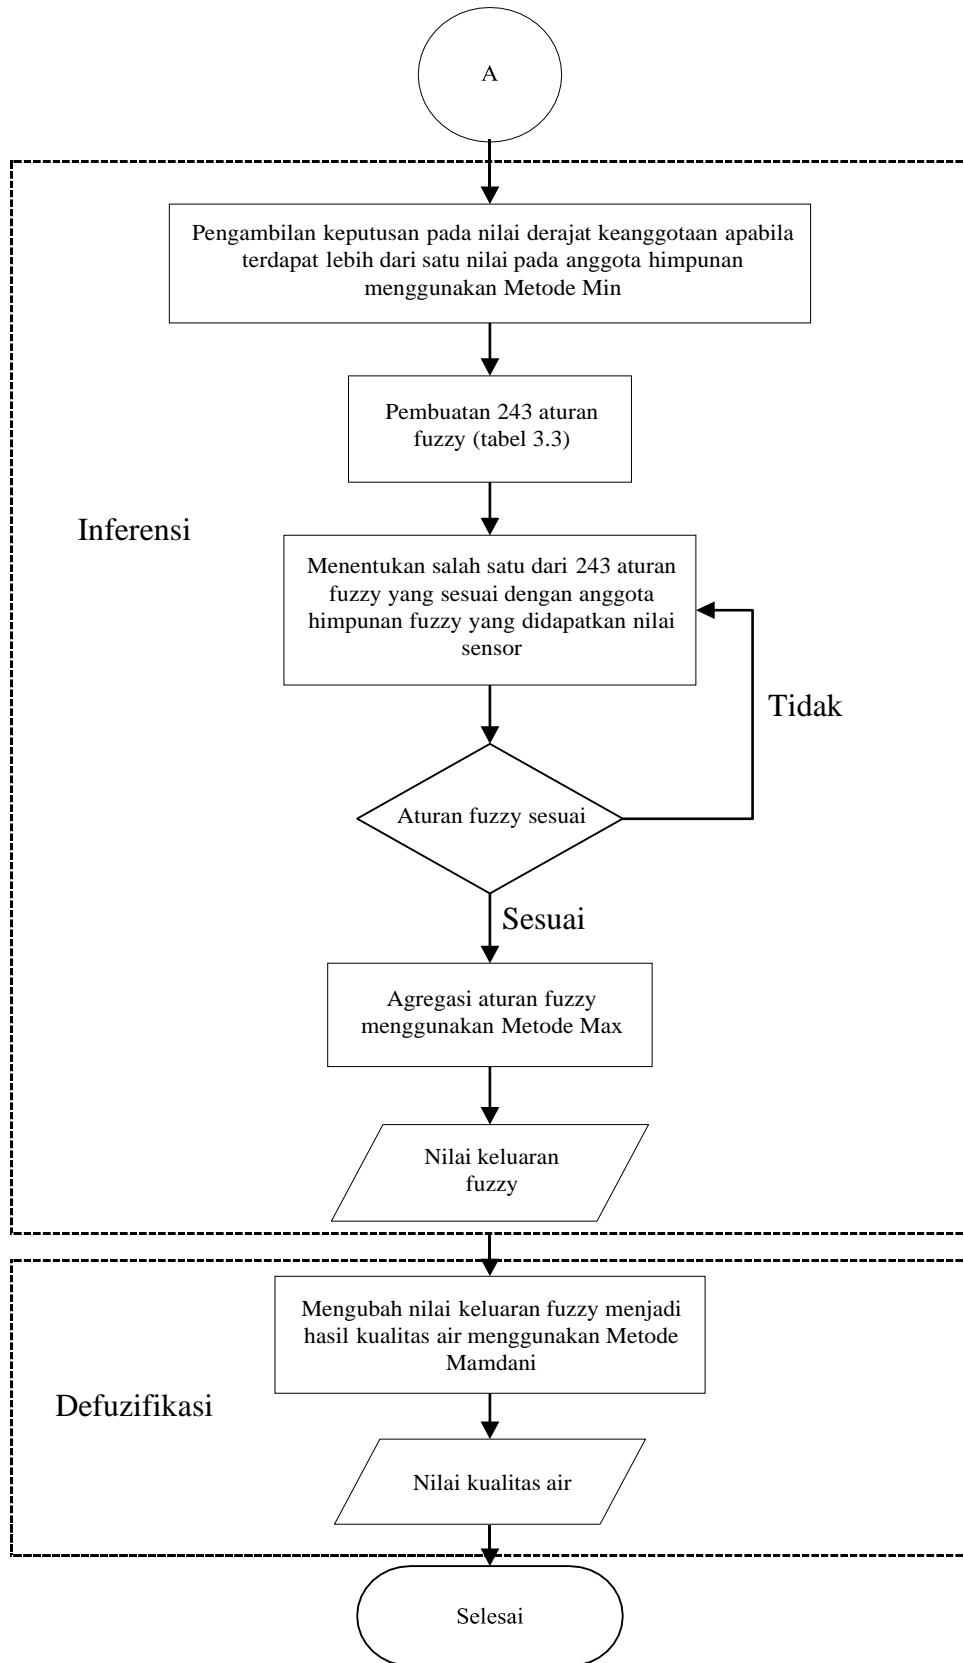 A
Pengambilan keputusan pada nilai derajat keanggotaan apabila
terdapat lebih dari satu nilai pada anggota himpunan
menggunakan Metode Min
Pembuatan 243 aturan
fuzzy (tabel 3.3)
Inferensi
Menentukan salah satu dari 243 aturan
fuzzy yang sesuai dengan anggota
himpunan fuzzy yang didapatkan nilai
sensor
Tidak
Aturan fuzzy sesuai
Sesuai
Agregasi aturan fuzzy
menggunakan Metode Max
Nilai keluaran
fuzzy
Mengubah nilai keluaran fuzzy menjadi
hasil kualitas air menggunakan Metode
Mamdani
Defuzifikasi
Nilai kualitas air
Selesai